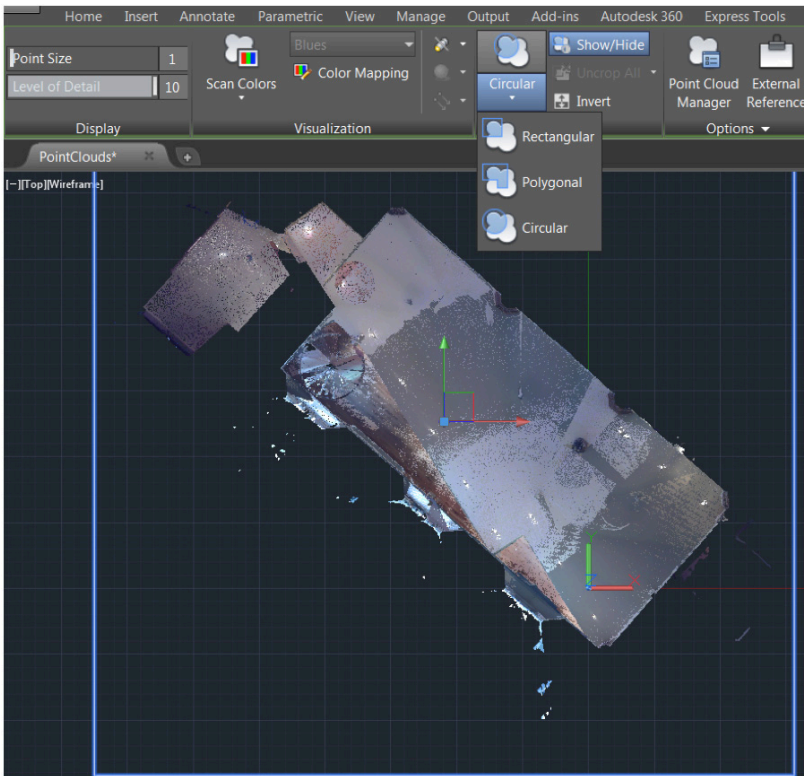 Home Insert Annotate Parametric View Manage Output Add-ins Autodesk 360 Express Tools
Point Size 1
Level of Detail 10
Display
Scan Colors
Blues
Color Mapping
Visualization
Circular
Show/Hide
Uncrop All
Invert
Point Cloud
Manager
External
Reference
Options
Rectangular
Polygonal
Circular
PointClouds*
[−][Top][Wireframe]
X